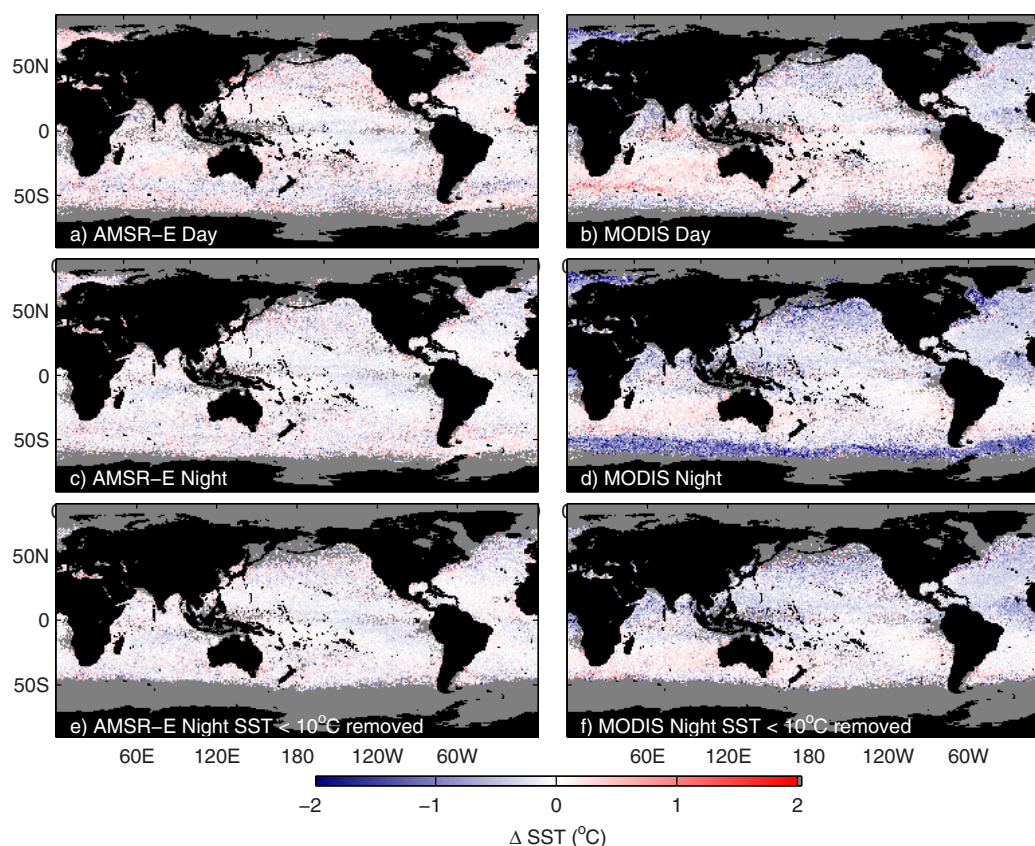 50N
0
50S
a) AMSR−E Day
b) MODIS Day
50N
0
50S
c) AMSR−E Night
d) MODIS Night
50N
0
50S
e) AMSR−E Night SST < 10°C removed
f) MODIS Night SST < 10°C removed
60E 120E 180 120W 60W
60E 120E 180 120W 60W
−2 −1 0 1 2
Δ SST (°C)